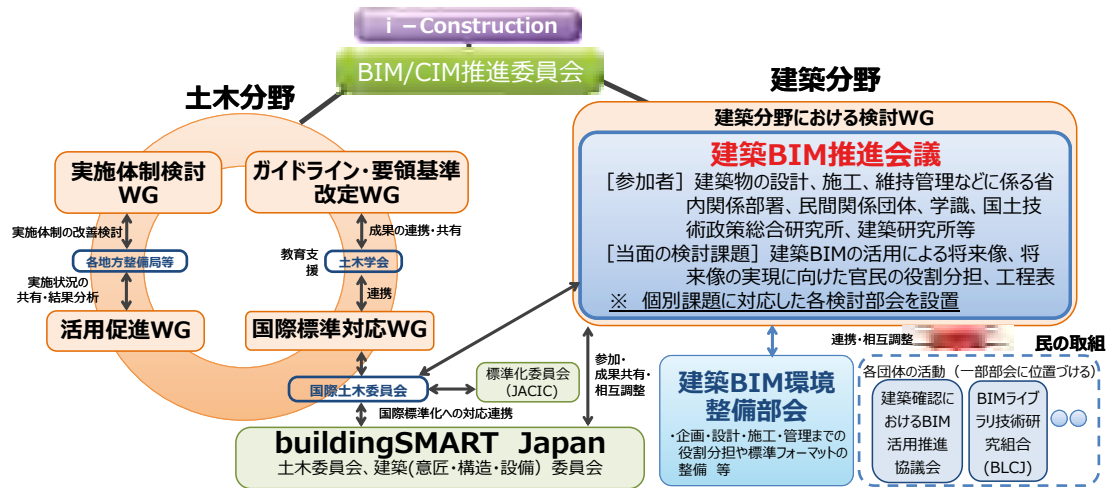 i－Construction
BIM/CIM推進委員会
土木分野
建築分野
実施体制検討
WG
ガイドライン・要領基準
改定WG
実施体制の改善検討
成果の連携・共有
各地方整備局等
教育支
援
土木学会
実施状況の
共有・結果分析
連携
活用促進WG
国際標準対応WG
国際土木委員会
標準化委員会
(JACIC)
国際標準化への対応連携
buildingSMART Japan
土木委員会、建築(意匠・構造・設備）委員会
建築分野における検討WG
建築BIM推進会議
［参加者］建築物の設計、施工、維持管理などに係る省
内関係部署、民間関係団体、学識、国土技
術政策総合研究所、建築研究所等
［当面の検討課題］建築BIMの活用による将来像、将
来像の実現に向けた官民の役割分担、工程表
※ 個別課題に対応した各検討部会を設置
参加・
成果共有・
相互調整
連携・相互調整
民の取組
建築BIM環境
整備部会
・企画・設計・施工・管理までの
役割分担や標準フォーマットの
整備 等
各団体の活動（一部部会に位置づける)
建築確認に
おけるBIM
活用推進
協議会
BIMライブ
ラリ技術研
究組合
(BLCJ)